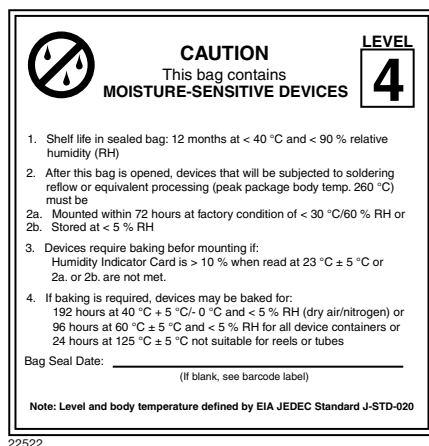 LEVEL
CAUTION
This bag contains
MOISTURE-SENSITIVE DEVICES
4
1. Shelf life in sealed bag: 12 months at < 40 °C and < 90 % relative
humidity (RH)
2. After this bag is opened, devices that will be subjected to soldering
reflow or equivalent processing (peak package body temp. 260 °C)
must be
2a. Mounted within 72 hours at factory condition of < 30 °C/60 % RH or
2b. Stored at < 5 % RH
3. Devices require baking befor mounting if:
Humidity Indicator Card is > 10 % when read at 23 °C ± 5 °C or
2a. or 2b. are not met.
4. If baking is required, devices may be baked for:
192 hours at 40 °C + 5 °C/- 0 °C and < 5 % RH (dry air/nitrogen) or
96 hours at 60 °C ± 5 °C and < 5 % RH for all device containers or
24 hours at 125 °C ± 5 °C not suitable for reels or tubes
Bag Seal Date:
(If blank, see barcode label)
Note: Level and body temperature defined by EIA JEDEC Standard J-STD-020
22522